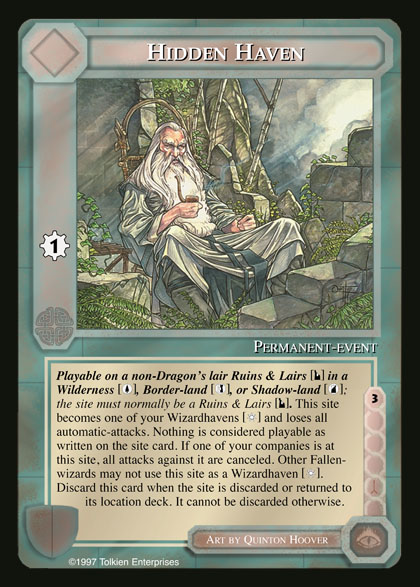 HIDDEN HAVEN
1
PERMANENT-EVENT
Playable on a non-Dragon's lair Ruins & Lairs [] in a
Wilderness [], Border-land [], or Shadow-land [];
the site must normally be a Ruins & Lairs []. This site
becomes one of your Wizardhavens [] and loses all
automatic-attacks. Nothing is considered playable as
written on the site card. If one of your companies is at
this site, all attacks against it are canceled. Other Fallen-
wizards may not use this site as a Wizardhaven [].
Discard this card when the site is discarded or returned to
its location deck. It cannot be discarded otherwise.
3
ART BY QUINTON HOOVER
©1997 Tolkien Enterprises